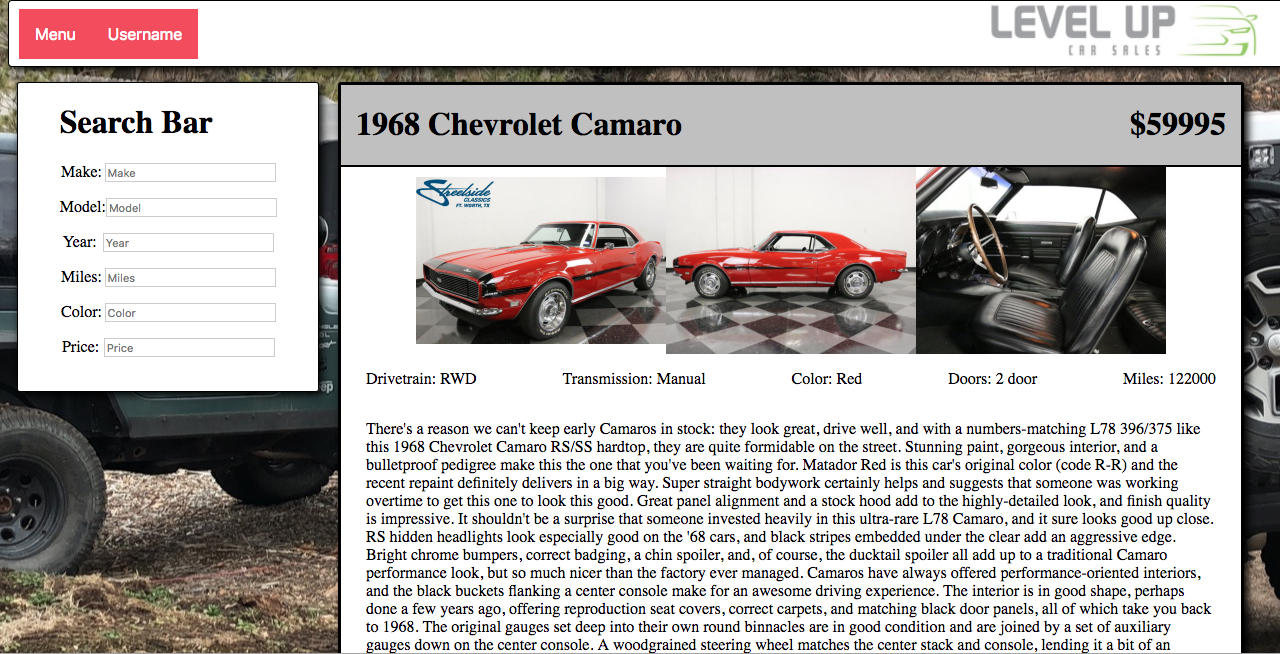 Menu Username
LEVEL UP
CAR SALES
Search Bar
Make: Make
Model: Model
Year: Year
Miles: Miles
Color: Color
Price: Price
1968 Chevrolet Camaro $59995
Streetside
CLASSICS
FT. WORTH, TX
Drivetrain: RWD Transmission: Manual Color: Red Doors: 2 door Miles: 122000
There's a reason we can't keep early Camaros in stock: they look great, drive well, and with a numbers-matching L78 396/375 like
this 1968 Chevrolet Camaro RS/SS hardtop, they are quite formidable on the street. Stunning paint, gorgeous interior, and a
bulletproof pedigree make this the one that you've been waiting for. Matador Red is this car's original color (code R-R) and the
recent repaint definitely delivers in a big way. Super straight bodywork certainly helps and suggests that someone was working
overtime to get this one to look this good. Great panel alignment and a stock hood add to the highly-detailed look, and finish quality
is impressive. It shouldn't be a surprise that someone invested heavily in this ultra-rare L78 Camaro, and it sure looks good up close.
RS hidden headlights look especially good on the '68 cars, and black stripes embedded under the clear add an aggressive edge.
Bright chrome bumpers, correct badging, a chin spoiler, and, of course, the ducktail spoiler all add up to a traditional Camaro
performance look, but so much nicer than the factory ever managed. Camaros have always offered performance-oriented interiors,
and the black buckets flanking a center console make for an awesome driving experience. The interior is in good shape, perhaps
done a few years ago, offering reproduction seat covers, correct carpets, and matching black door panels, all of which take you back
to 1968. The original gauges set deep into their own round binnacles are in good condition and are joined by a set of auxiliary
gauges down on the center console. A woodgrained steering wheel matches the center stack and console, lending it a bit of an